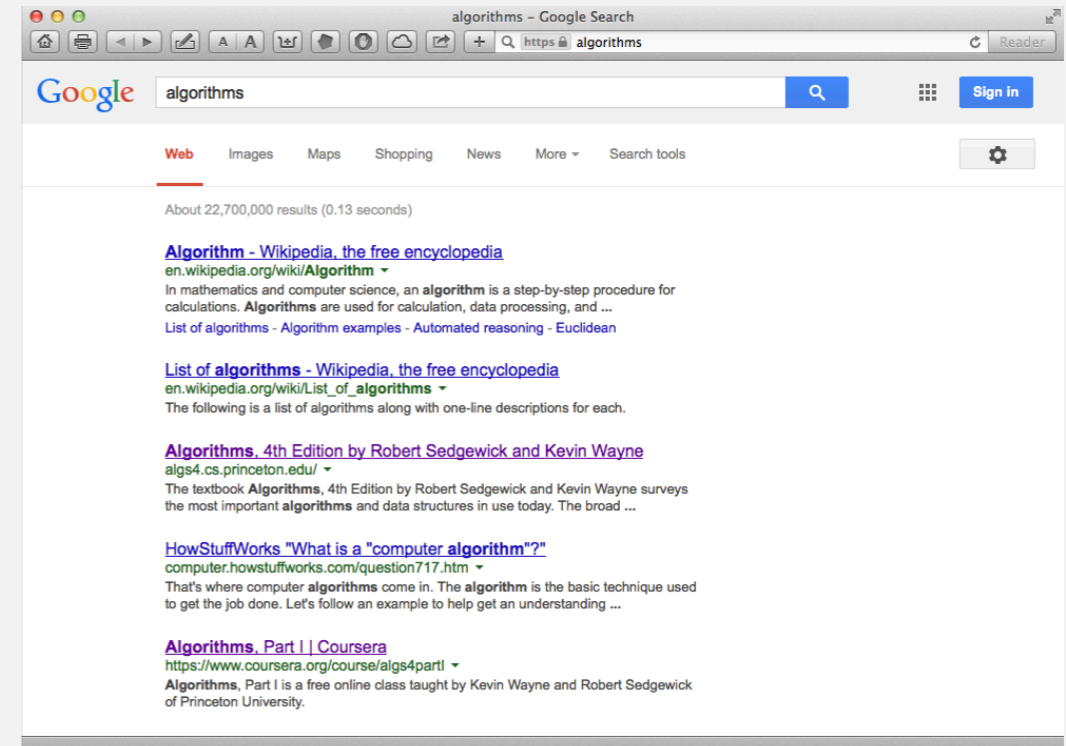 algorithms – Google Search
A A
https algorithms
Reader
Google
algorithms
Sign in
Web Images Maps Shopping News More Search tools
About 22,700,000 results (0.13 seconds)
Algorithm - Wikipedia, the free encyclopedia
en.wikipedia.org/wiki/Algorithm
In mathematics and computer science, an algorithm is a step-by-step procedure for
calculations. Algorithms are used for calculation, data processing, and ...
List of algorithms - Algorithm examples - Automated reasoning - Euclidean
List of algorithms - Wikipedia, the free encyclopedia
en.wikipedia.org/wiki/List_of_algorithms
The following is a list of algorithms along with one-line descriptions for each.
Algorithms, 4th Edition by Robert Sedgewick and Kevin Wayne
algs4.cs.princeton.edu/
The textbook Algorithms, 4th Edition by Robert Sedgewick and Kevin Wayne surveys
the most important algorithms and data structures in use today. The broad ...
HowStuffWorks "What is a "computer algorithm"?"
computer.howstuffworks.com/question717.htm
That's where computer algorithms come in. The algorithm is the basic technique used
to get the job done. Let's follow an example to help get an understanding ...
Algorithms, Part I | Coursera
https://www.coursera.org/course/algs4partI
Algorithms, Part I is a free online class taught by Kevin Wayne and Robert Sedgewick
of Princeton University.